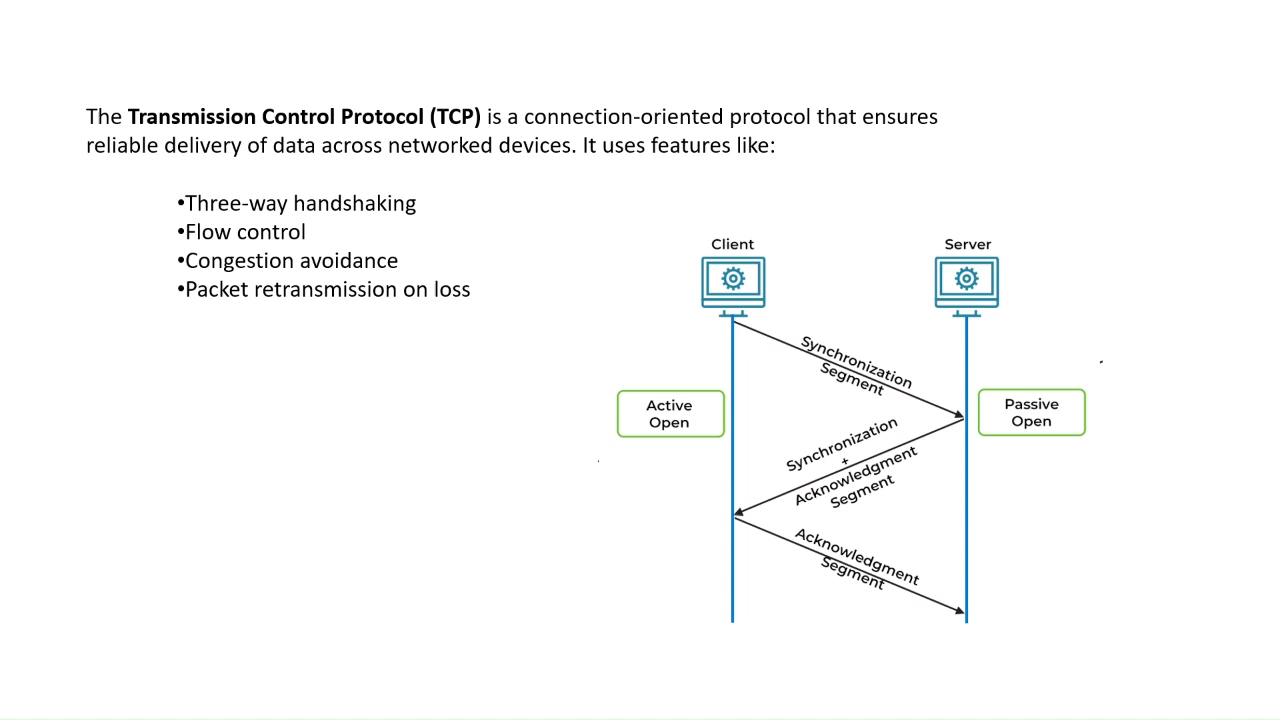 The Transmission Control Protocol (TCP) is a connection-oriented protocol that ensures
reliable delivery of data across networked devices. It uses features like:
•Three-way handshaking
•Flow control
•Congestion avoidance
•Packet retransmission on loss
Client
Server
Synchronization
Segment
Active
Open
Passive
Open
Synchronization
+
Acknowledgment
Segment
Acknowledgment
Segment